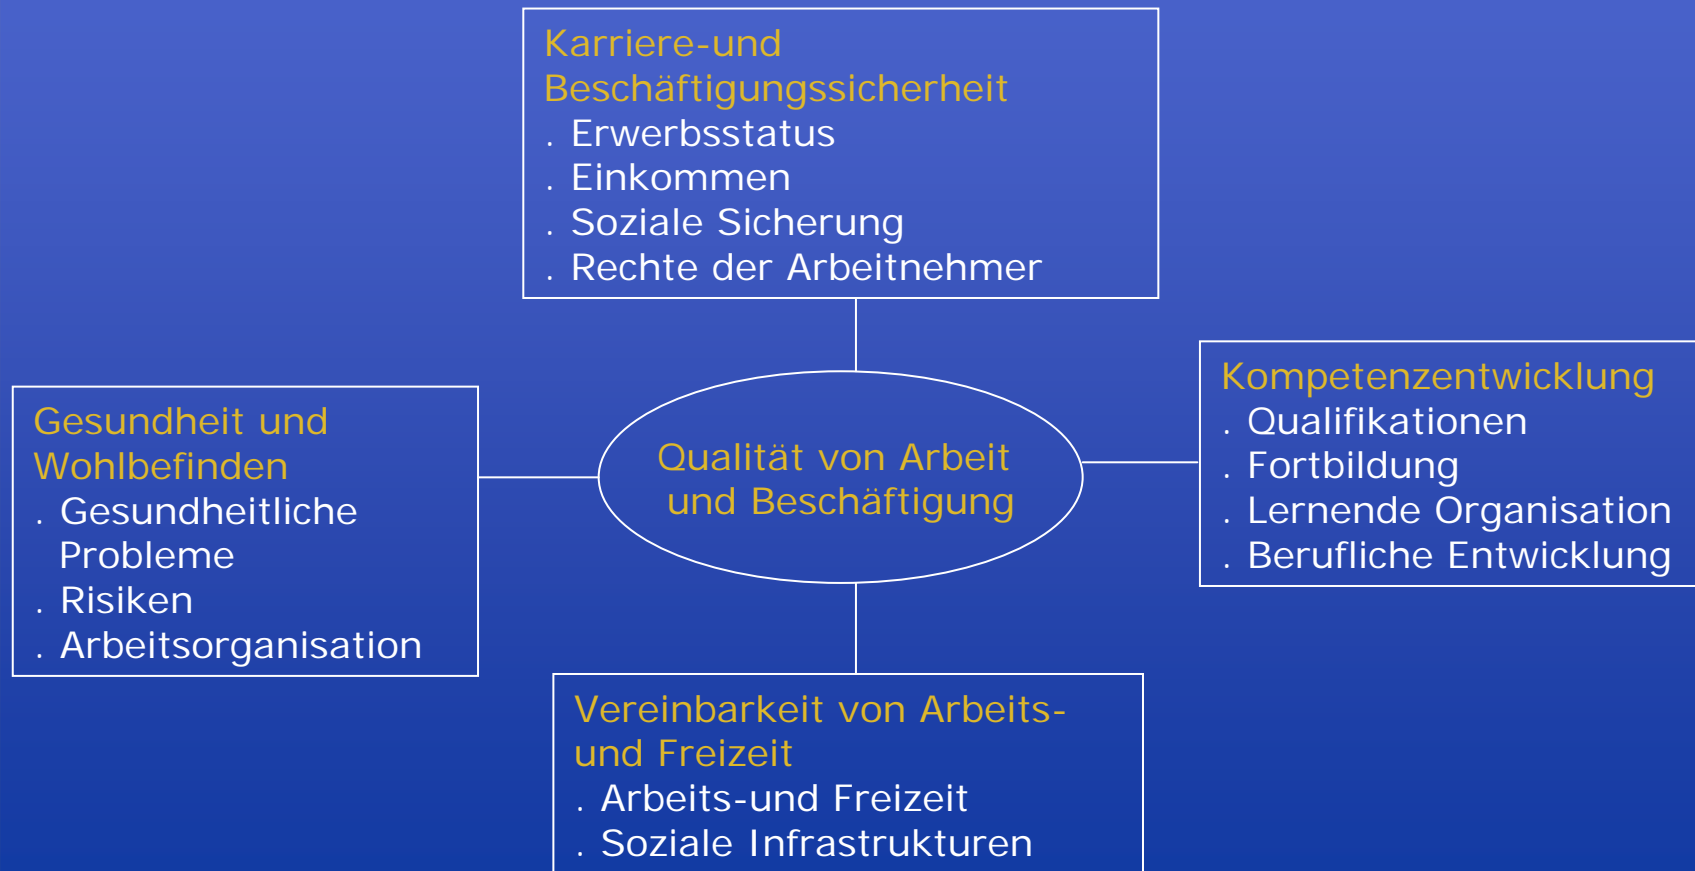 Karriere-und
Beschäftigungssicherheit
. Erwerbsstatus
. Einkommen
. Soziale Sicherung
. Rechte der Arbeitnehmer
Gesundheit und
Wohlbefinden
. Gesundheitliche
Probleme
. Risiken
. Arbeitsorganisation
Qualität von Arbeit
und Beschäftigung
Kompetenzentwicklung
. Qualifikationen
. Fortbildung
. Lernende Organisation
. Berufliche Entwicklung
Vereinbarkeit von Arbeits-
und Freizeit
. Arbeits-und Freizeit
. Soziale Infrastrukturen